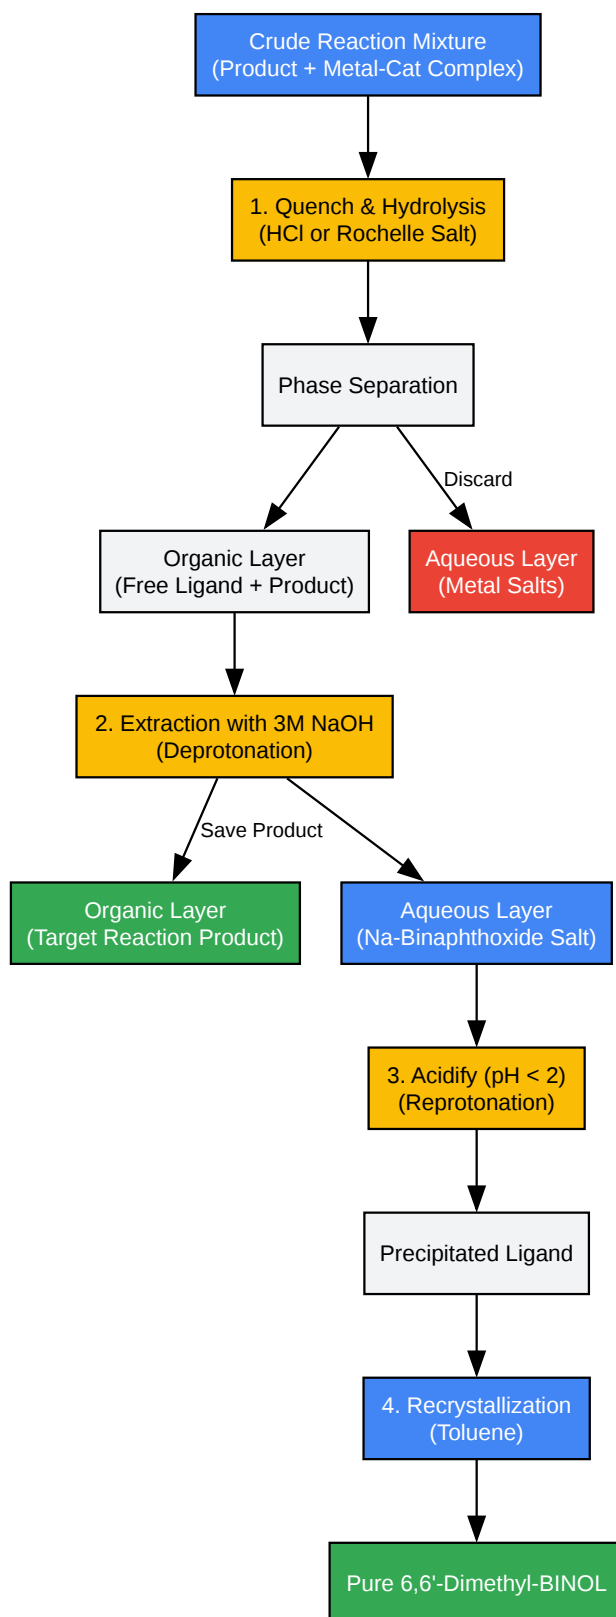 Crude Reaction Mixture
(Product + Metal-Cat Complex)
1. Quench & Hydrolysis
(HCl or Rochelle Salt)
Phase Separation
Discard
Organic Layer
(Free Ligand + Product)
Aqueous Layer
(Metal Salts)
2. Extraction with 3M NaOH
(Deprotonation)
Save Product
Organic Layer
(Target Reaction Product)
Aqueous Layer
(Na-Binaphthoxide Salt)
3. Acidify (pH < 2)
(Reprotonation)
Precipitated Ligand
4. Recrystallization
(Toluene)
Pure 6,6'-Dimethyl-BINOL